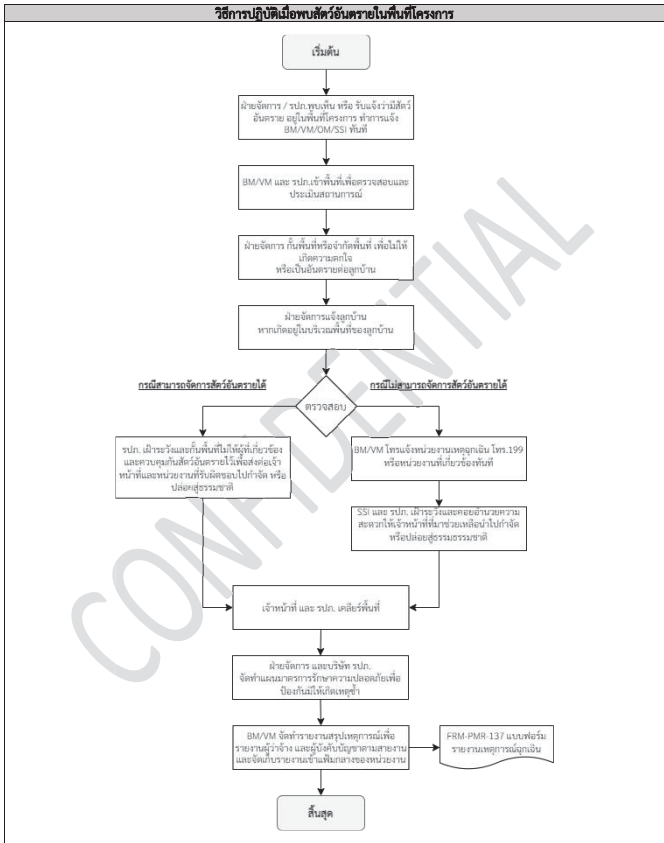 วิธีการปฏิบัติเมื่อพบสัตว์อันตรายในพื้นที่โครงการ
เริ่มต้น
ฝ่ายจัดการ / รปภ.พบเห็น หรือ รับแจ้งว่ามีสัตว์
อันตราย อยู่ในพื้นที่โครงการ ทำการแจ้ง
BM/VM/OM/SSI ทันที
BM/VM และ รปภ.เข้าพื้นที่เพื่อตรวจสอบและ
ประเมินสถานการณ์
ฝ่ายจัดการ กั้นพื้นที่หรือจำกัดพื้นที่ เพื่อไม่ให้
เกิดความตกใจ
หรือเป็นอันตรายต่อลูกบ้าน
ฝ่ายจัดการแจ้งลูกบ้าน
หากเกิดอยู่ในบริเวณพื้นที่ของลูกบ้าน
กรณีสามารถจัดการสัตว์อันตรายได้
กรณีไม่สามารถจัดการสัตว์อันตรายได้
ตรวจสอบ
รปภ. เฝ้าระวังและกั้นพื้นที่ไม่ให้ผู้ที่เกี่ยวข้อง
และควบคุมกันสัตว์อันตรายไว้เพื่อส่งต่อเจ้า
หน้าที่และหน่วยงานที่รับผิดชอบไปกำจัด หรือ
ปล่อยสู่ธรรมชาติ
BM/VM โทรแจ้งหน่วยงานเหตุฉุกเฉิน โทร.199
หรือหน่วยงานที่เกี่ยวข้องทันที
SSI และ รปภ. เฝ้าระวังและคอยอำนวยความ
สะดวกให้เจ้าหน้าที่ที่มาช่วยเหลือนำไปกำจัด
หรือปล่อยสู่ธรรมธรรมชาติ
เจ้าหน้าที่ และ รปภ. เคลียร์พื้นที่
ฝ่ายจัดการ และบริษัท รปภ.
จัดทำแผนมาตรการรักษาความปลอดภัยเพื่อ
ป้องกันมิให้เกิดเหตุซ้ำ
BM/VM จัดทำรายงานสรุปเหตุการณ์เพื่อ
รายงานผู้ว่าจ้าง และผู้บังคับบัญชาตามสายงาน
และจัดเก็บรายงานเข้าแฟ้มกลางของหน่วยงาน
FRM-PMR-137 แบบฟอร์ม
รายงานเหตุการณ์ฉุกเฉิน
สิ้นสุด
CONFIDENTIAL